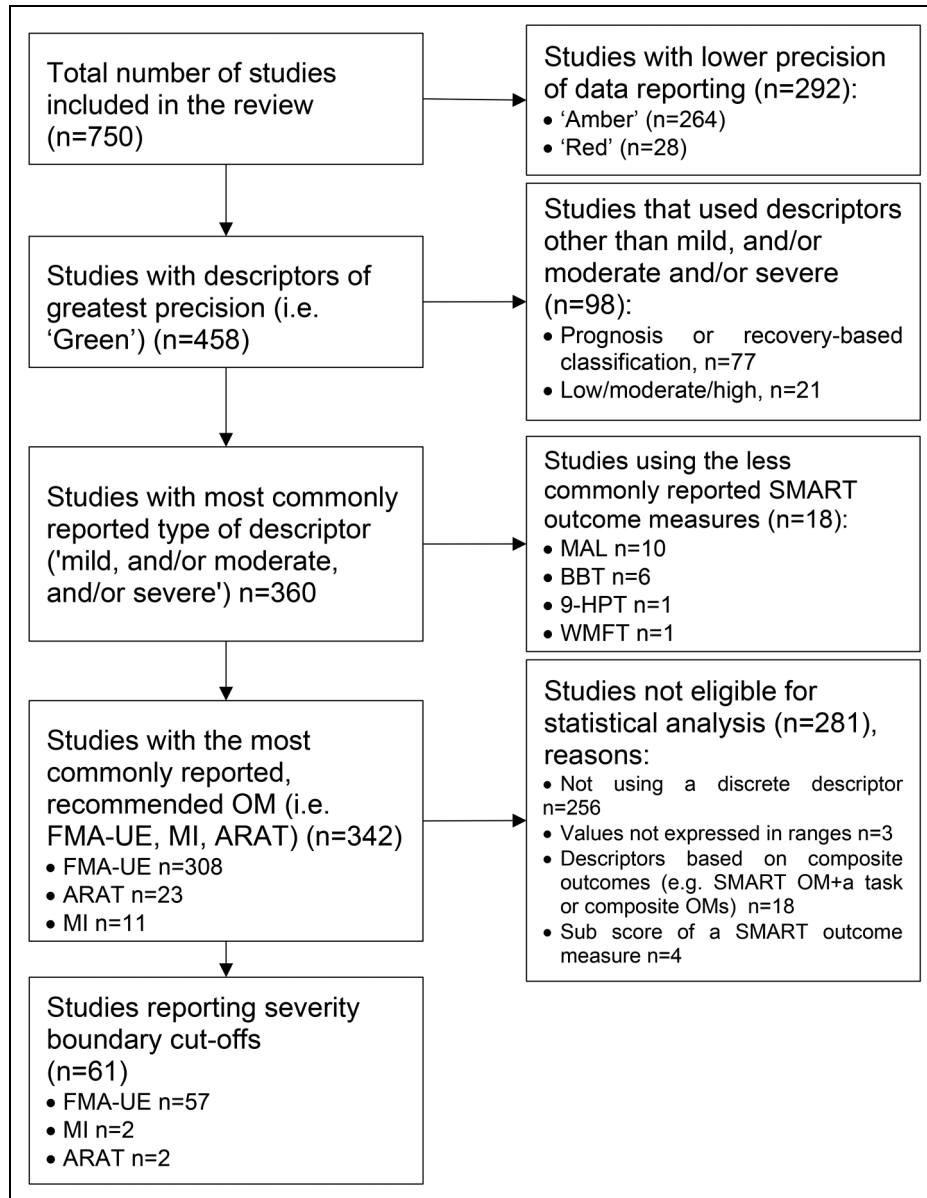 Total number of studies
included in the review
(n=750)
Studies with lower precision
of data reporting (n=292):
• ‘Amber’ (n=264)
• ‘Red’ (n=28)
Studies with descriptors of
greatest precision (i.e.
‘Green’) (n=458)
Studies that used descriptors
other than mild, and/or
moderate and/or severe
(n=98):
• Prognosis or recovery-based
classification, n=77
• Low/moderate/high, n=21
Studies with most commonly
reported type of descriptor
('mild, and/or moderate,
and/or severe') n=360
Studies using the less
commonly reported SMART
outcome measures (n=18):
• MAL n=10
• BBT n=6
• 9-HPT n=1
• WMFT n=1
Studies with the most
commonly reported,
recommended OM (i.e.
FMA-UE, MI, ARAT) (n=342)
• FMA-UE n=308
• ARAT n=23
• MI n=11
Studies not eligible for
statistical analysis (n=281),
reasons:
• Not using a discrete descriptor
n=256
• Values not expressed in ranges n=3
• Descriptors based on composite
outcomes (e.g. SMART OM+a task
or composite OMs) n=18
• Sub score of a SMART outcome
measure n=4
Studies reporting severity
boundary cut-offs
(n=61)
• FMA-UE n=57
• MI n=2
• ARAT n=2